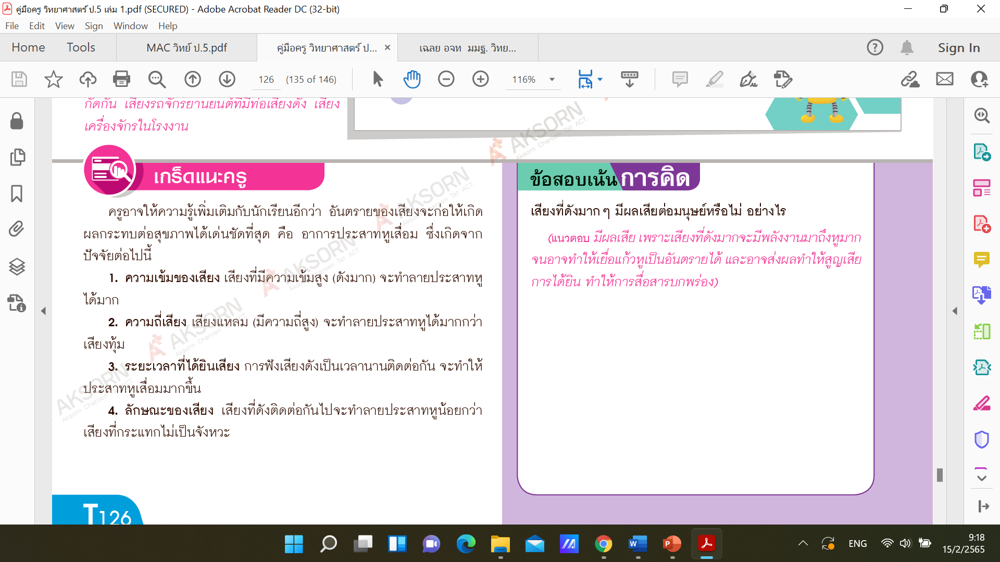 คู่มือครู วิทยาศาสตร์ ป.5 เล่ม 1.pdf (SECURED) - Adobe Acrobat Reader DC (32-bit)
File Edit View Sign Window Help
Home Tools MAC วิทย์ ป.5.pdf คู่มือครู วิทยาศาสตร์ ป... เฉลย อจท มมฐ. วิทย... Sign In
126 (135 of 146) 116%
กัดกัน เสียงรถจักรยานยนต์ที่มีท่อเสียงดัง เสียง
เครื่องจักรในโรงงาน
เกร็ดแนะครู
ครูอาจให้ความรู้เพิ่มเติมกับนักเรียนอีกว่า อันตรายของเสียงจะก่อให้เกิด
ผลกระทบต่อสุขภาพได้เด่นชัดที่สุด คือ อาการประสาทหูเสื่อม ซึ่งเกิดจาก
ปัจจัยต่อไปนี้
1. ความเข้มของเสียง เสียงที่มีความเข้มสูง (ดังมาก) จะทำลายประสาทหู
ได้มาก
2. ความถี่เสียง เสียงแหลม (มีความถี่สูง) จะทำลายประสาทหูได้มากกว่า
เสียงทุ้ม
3. ระยะเวลาที่ได้ยินเสียง การฟังเสียงดังเป็นเวลานานติดต่อกัน จะทำให้
ประสาทหูเสื่อมมากขึ้น
4. ลักษณะของเสียง เสียงที่ดังติดต่อกันไปจะทำลายประสาทหูน้อยกว่า
เสียงที่กระแทกไม่เป็นจังหวะ
T126
ข้อสอบเน้น การคิด
เสียงที่ดังมาก ๆ มีผลเสียต่อมนุษย์หรือไม่ อย่างไร
(แนวตอบ มีผลเสีย เพราะเสียงที่ดังมากจะมีพลังงานมาถึงหูมาก
จนอาจทำให้เยื่อแก้วหูเป็นอันตรายได้ และอาจส่งผลทำให้สูญเสีย
การได้ยิน ทำให้การสื่อสารบกพร่อง)
AKSORN
Aksorn Charoen Tat ACT.
AKSORN
Aksorn Charoen Tat ACT.
AKSORN
Aksorn Charoen Tat ACT.
AKSORN
Aksorn Charoen Tat ACT.
AKSORN
Aksorn Charoen Tat ACT.
ENG
9:18
15/2/2565